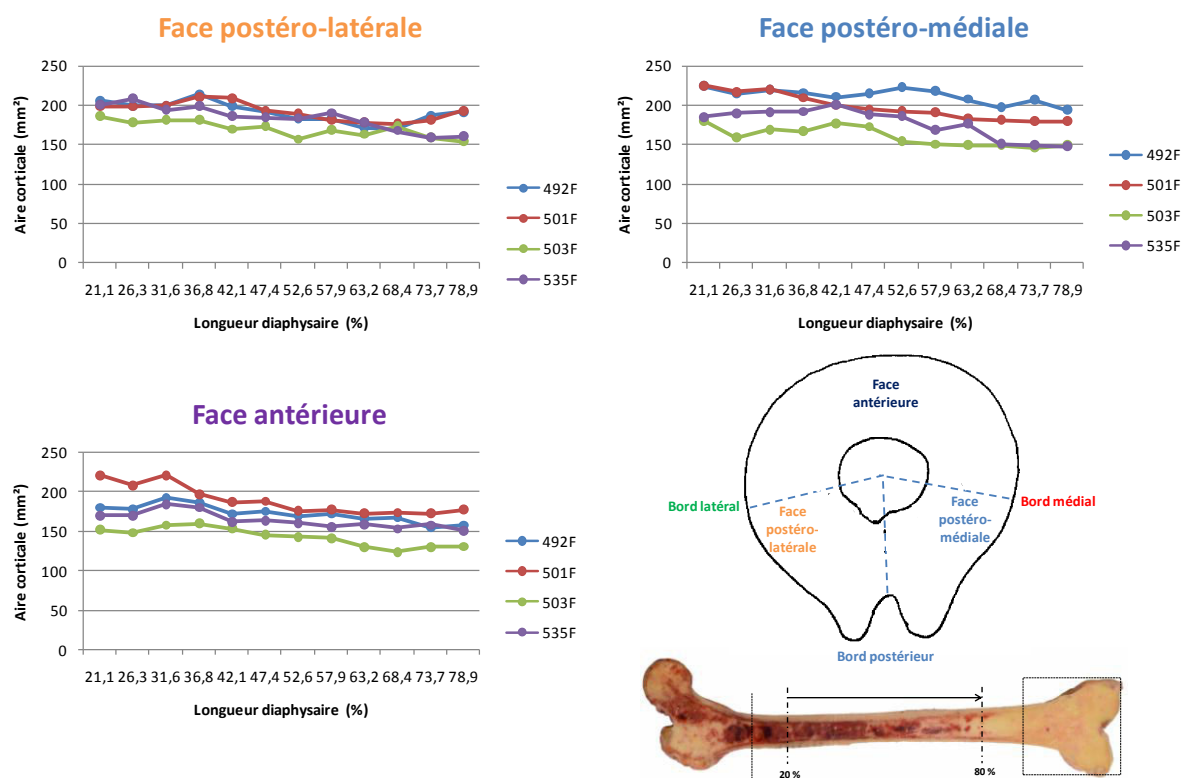 Face postéro-latérale
250
200
150
100
50
0
Aire corticale (mm²)
21,1 26,3 31,6 36,8 42,1 47,4 52,6 57,9 63,2 68,4 73,7 78,9
Longueur diaphysaire (%)
492F
501F
503F
535F
Face postéro-médiale
250
200
150
100
50
0
Aire corticale (mm²)
21,1 26,3 31,6 36,8 42,1 47,4 52,6 57,9 63,2 68,4 73,7 78,9
Longueur diaphysaire (%)
492F
501F
503F
535F
Face antérieure
250
200
150
100
50
0
Aire corticale (mm²)
21,1 26,3 31,6 36,8 42,1 47,4 52,6 57,9 63,2 68,4 73,7 78,9
Longueur diaphysaire (%)
492F
501F
503F
535F
Face
antérieure
Bord latéral
Face
postéro-
latérale
Face
postéro-
médiale
Bord médial
Bord postérieur
20 %
80 %